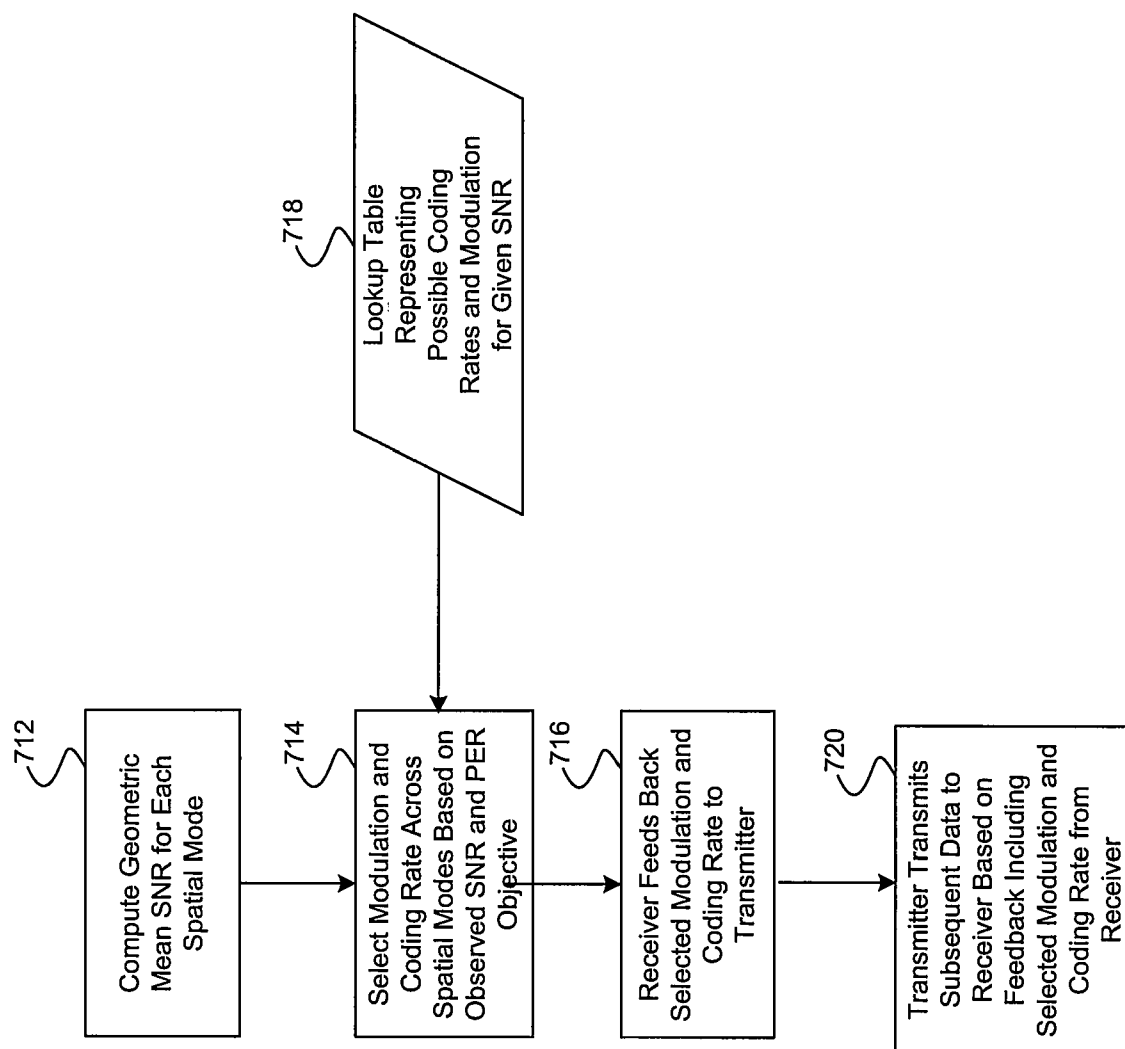 712
Compute Geometric
Mean SNR for Each
Spatial Mode
714
Select Modulation and
Coding Rate Across
Spatial Modes Based on
Observed SNR and PER
Objective
718
Lookup Table
Representing
Possible Coding
Rates and Modulation
for Given SNR
716
Receiver Feeds Back
Selected Modulation and
Coding Rate to
Transmitter
720
Transmitter Transmits
Subsequent Data to
Receiver Based on
Feedback Including
Selected Modulation and
Coding Rate from
Receiver